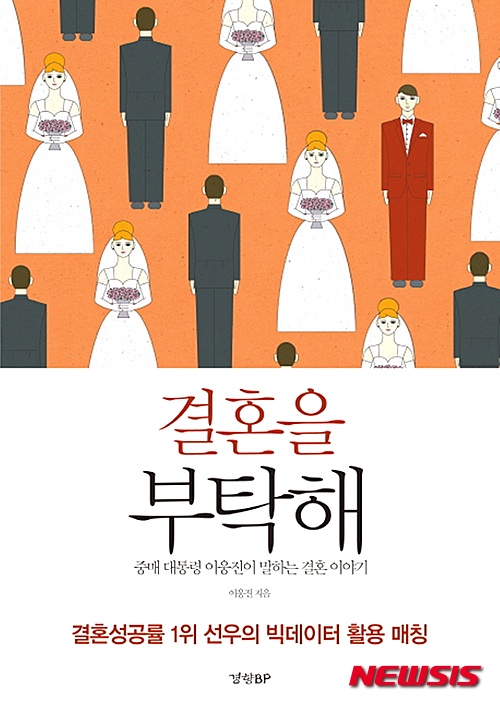 결혼을
부탁해
중매 대통령 이웅진이 말하는 결혼 이야기
이웅진 지음
결혼성공률 1위 선우의 빅데이터 활용 매칭
경향BP
NEWSIS